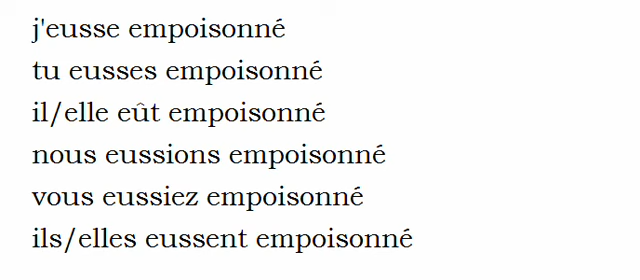 j'eusse empoisonné
tu eusses empoisonné
il/elle eût empoisonné
nous eussions empoisonné
vous eussiez empoisonné
ils/elles eussent empoisonné